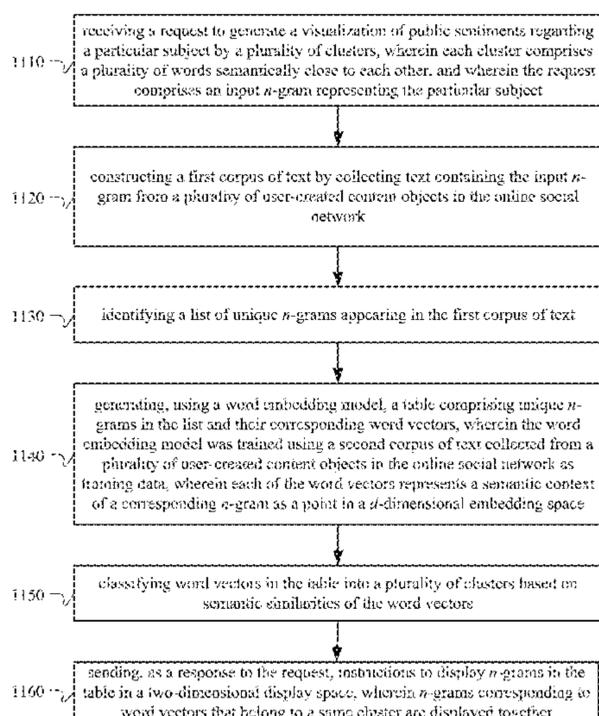 receiving a request to generate a visualization of public sentiments regarding
a particular subject by a plurality of clusters, wherein each cluster comprises
1110
a plurality of words semantically close to each other, and wherein the request
comprises an input n-gram representing the particular subject
constructing a first corpus of text by collecting text containing the input n-
1120
gram from a plurality of user-created content objects in the online social
network
1130
identifying a list of unique n-grams appearing in the first corpus of text
generating, using a word embedding model, a table comprising unique n-
grams in the list and their corresponding word vectors, wherein the word
embedding model was trained using a second corpus of text collected from a
1140
plurality of user-created content objects in the online social network as
training data, wherein each of the word vectors represents a semantic context
of a corresponding n-gram as a point in a d-dimensional embedding space
1150
classifying word vectors in the table into a plurality of clusters based on
semantic similarities of the word vectors
sending, as a response to the request, instructions to display n-grams in the
1160
table in a two-dimensional display space, wherein n-grams corresponding to
word vectors that belong to a same cluster are displayed together